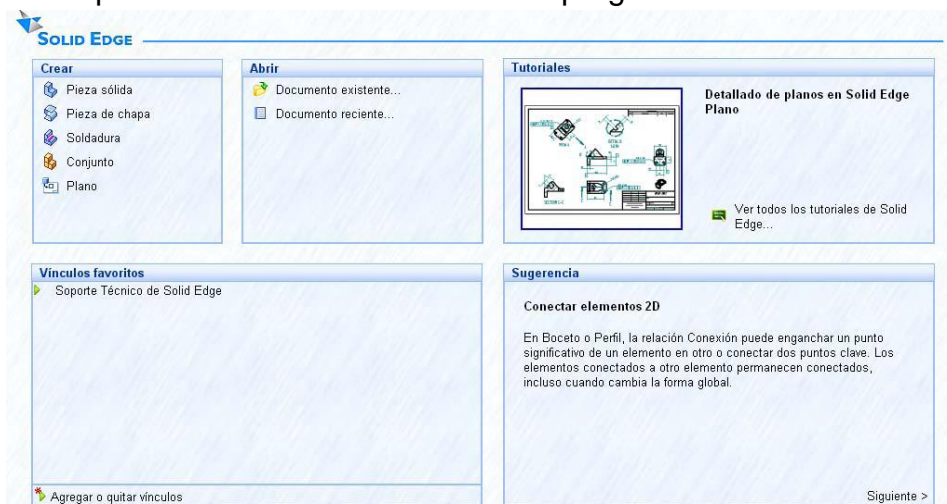 SOLID EDGE
Crear
Pieza sólida
Pieza de chapa
Soldadura
Conjunto
Plano
Abrir
Documento existente...
Documento reciente...
Tutoriales
Detallado de planos en Solid Edge
Plano
Ver todos los tutoriales de Solid
Edge...
Vínculos favoritos
Soporte Técnico de Solid Edge
Agregar o quitar vínculos
Sugerencia
Conectar elementos 2D
En Boceto o Perfil, la relación Conexión puede enganchar un punto
significativo de un elemento en otro o conectar dos puntos clave. Los
elementos conectados a otro elemento permanecen conectados,
incluso cuando cambia la forma global.
Siguiente >